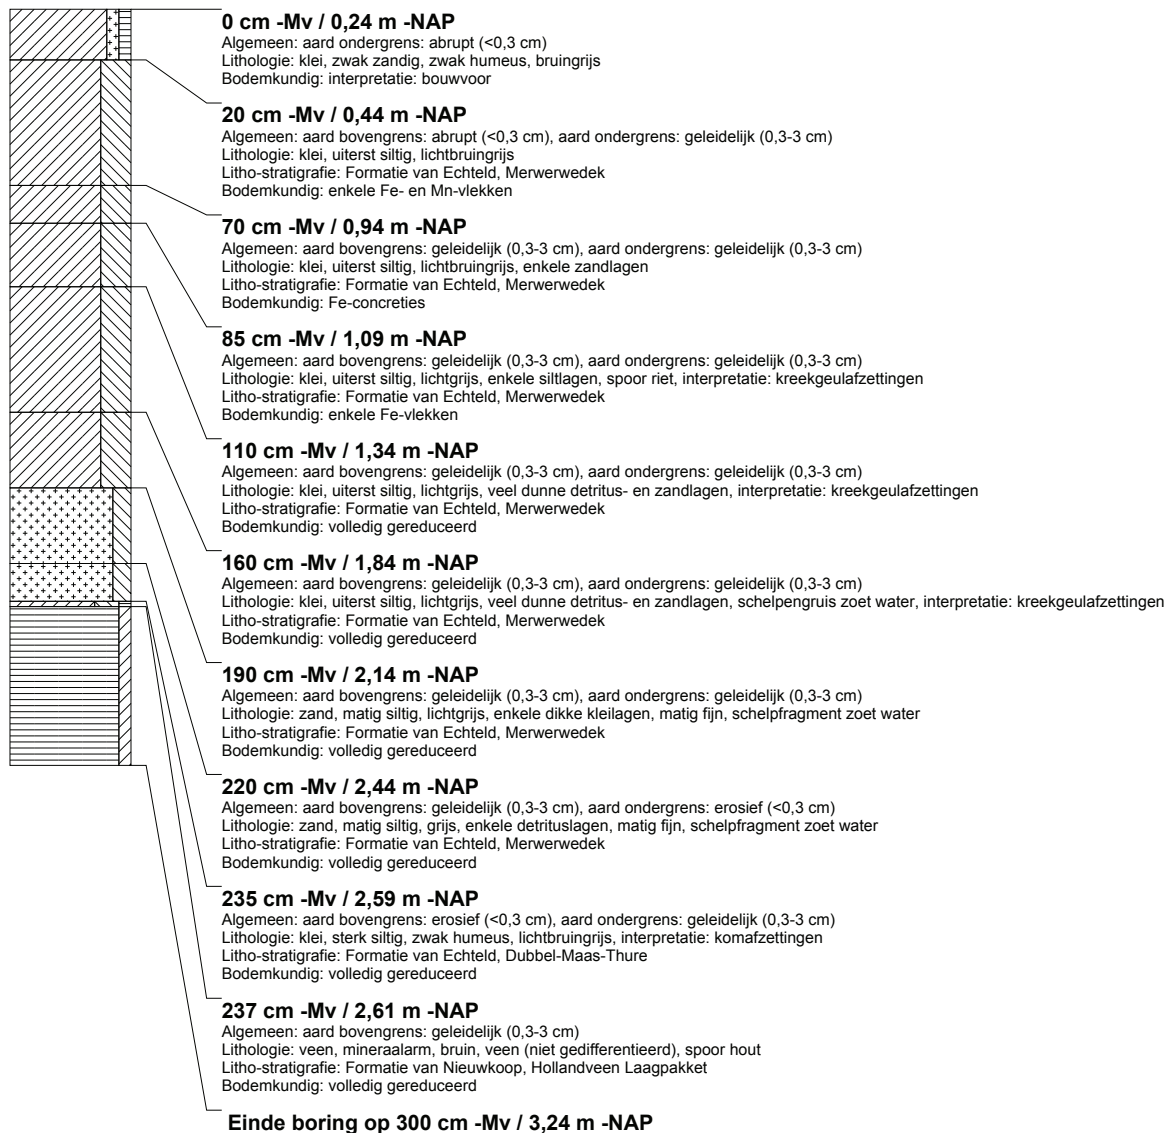 0 cm -Mv / 0,24 m -NAP
Algemeen: aard ondergrens: abrupt (<0,3 cm)
Lithologie: klei, zwak zandig, zwak humeus, bruingrijs
Bodemkundig: interpretatie: bouwvoor
20 cm -Mv / 0,44 m -NAP
Algemeen: aard bovengrens: abrupt (<0,3 cm), aard ondergrens: geleidelijk (0,3-3 cm)
Lithologie: klei, uiterst siltig, lichtbruingrijs
Litho-stratigrafie: Formatie van Echteld, Merwerwedek
Bodemkundig: enkele Fe- en Mn-vlekken
70 cm -Mv / 0,94 m -NAP
Algemeen: aard bovengrens: geleidelijk (0,3-3 cm), aard ondergrens: geleidelijk (0,3-3 cm)
Lithologie: klei, uiterst siltig, lichtbruingrijs, enkele zandlagen
Litho-stratigrafie: Formatie van Echteld, Merwerwedek
Bodemkundig: Fe-concreties
85 cm -Mv / 1,09 m -NAP
Algemeen: aard bovengrens: geleidelijk (0,3-3 cm), aard ondergrens: geleidelijk (0,3-3 cm)
Lithologie: klei, uiterst siltig, lichtgrijs, enkele siltlagen, spoor riet, interpretatie: kreekgeulafzettingen
Litho-stratigrafie: Formatie van Echteld, Merwerwedek
Bodemkundig: enkele Fe-vlekken
110 cm -Mv / 1,34 m -NAP
Algemeen: aard bovengrens: geleidelijk (0,3-3 cm), aard ondergrens: geleidelijk (0,3-3 cm)
Lithologie: klei, uiterst siltig, lichtgrijs, veel dunne detritus- en zandlagen, interpretatie: kreekgeulafzettingen
Litho-stratigrafie: Formatie van Echteld, Merwerwedek
Bodemkundig: volledig gereduceerd
160 cm -Mv / 1,84 m -NAP
Algemeen: aard bovengrens: geleidelijk (0,3-3 cm), aard ondergrens: geleidelijk (0,3-3 cm)
Lithologie: klei, uiterst siltig, lichtgrijs, veel dunne detritus- en zandlagen, schelpengruis zoet water, interpretatie: kreekgeulafzettingen
Litho-stratigrafie: Formatie van Echteld, Merwerwedek
Bodemkundig: volledig gereduceerd
190 cm -Mv / 2,14 m -NAP
Algemeen: aard bovengrens: geleidelijk (0,3-3 cm), aard ondergrens: geleidelijk (0,3-3 cm)
Lithologie: zand, matig siltig, lichtgrijs, enkele dikke kleilagen, matig fijn, schelpfragment zoet water
Litho-stratigrafie: Formatie van Echteld, Merwerwedek
Bodemkundig: volledig gereduceerd
220 cm -Mv / 2,44 m -NAP
Algemeen: aard bovengrens: geleidelijk (0,3-3 cm), aard ondergrens: erosief (<0,3 cm)
Lithologie: zand, matig siltig, grijs, enkele detrituslagen, matig fijn, schelpfragment zoet water
Litho-stratigrafie: Formatie van Echteld, Merwerwedek
Bodemkundig: volledig gereduceerd
235 cm -Mv / 2,59 m -NAP
Algemeen: aard bovengrens: erosief (<0,3 cm), aard ondergrens: geleidelijk (0,3-3 cm)
Lithologie: klei, sterk siltig, zwak humeus, lichtbruingrijs, interpretatie: komafzettingen
Litho-stratigrafie: Formatie van Echteld, Dubbel-Maas-Thure
Bodemkundig: volledig gereduceerd
237 cm -Mv / 2,61 m -NAP
Algemeen: aard bovengrens: geleidelijk (0,3-3 cm)
Lithologie: veen, mineraalarm, bruin, veen (niet gedifferentieerd), spoor hout
Litho-stratigrafie: Formatie van Nieuwkoop, Hollandveen Laagpakket
Bodemkundig: volledig gereduceerd
Einde boring op 300 cm -Mv / 3,24 m -NAP